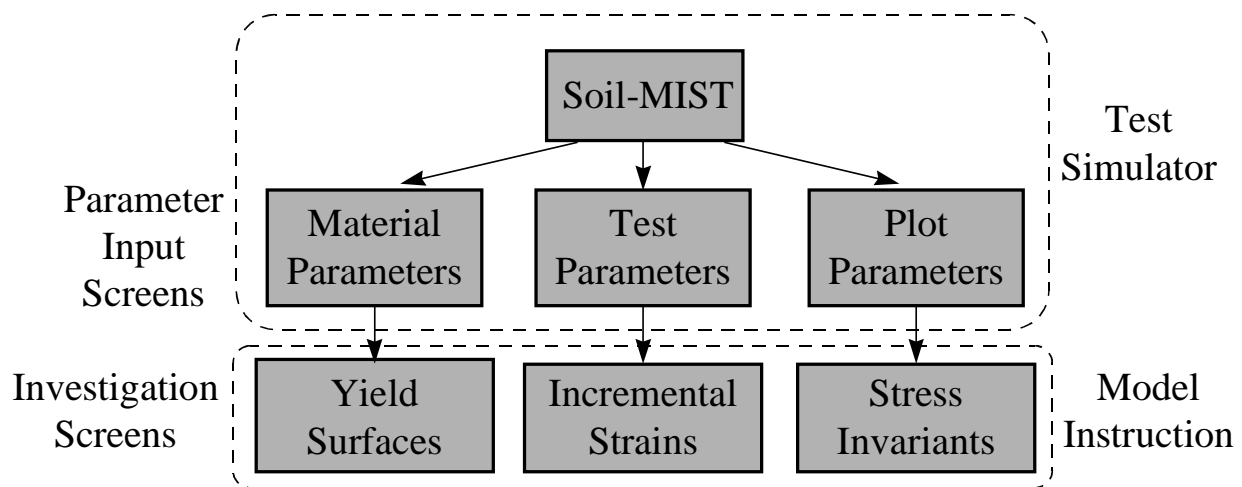 Soil-MIST
Test
Simulator
Parameter
Input
Screens
Material
Parameters
Test
Parameters
Plot
Parameters
Investigation
Screens
Yield
Surfaces
Incremental
Strains
Stress
Invariants
Model
Instruction